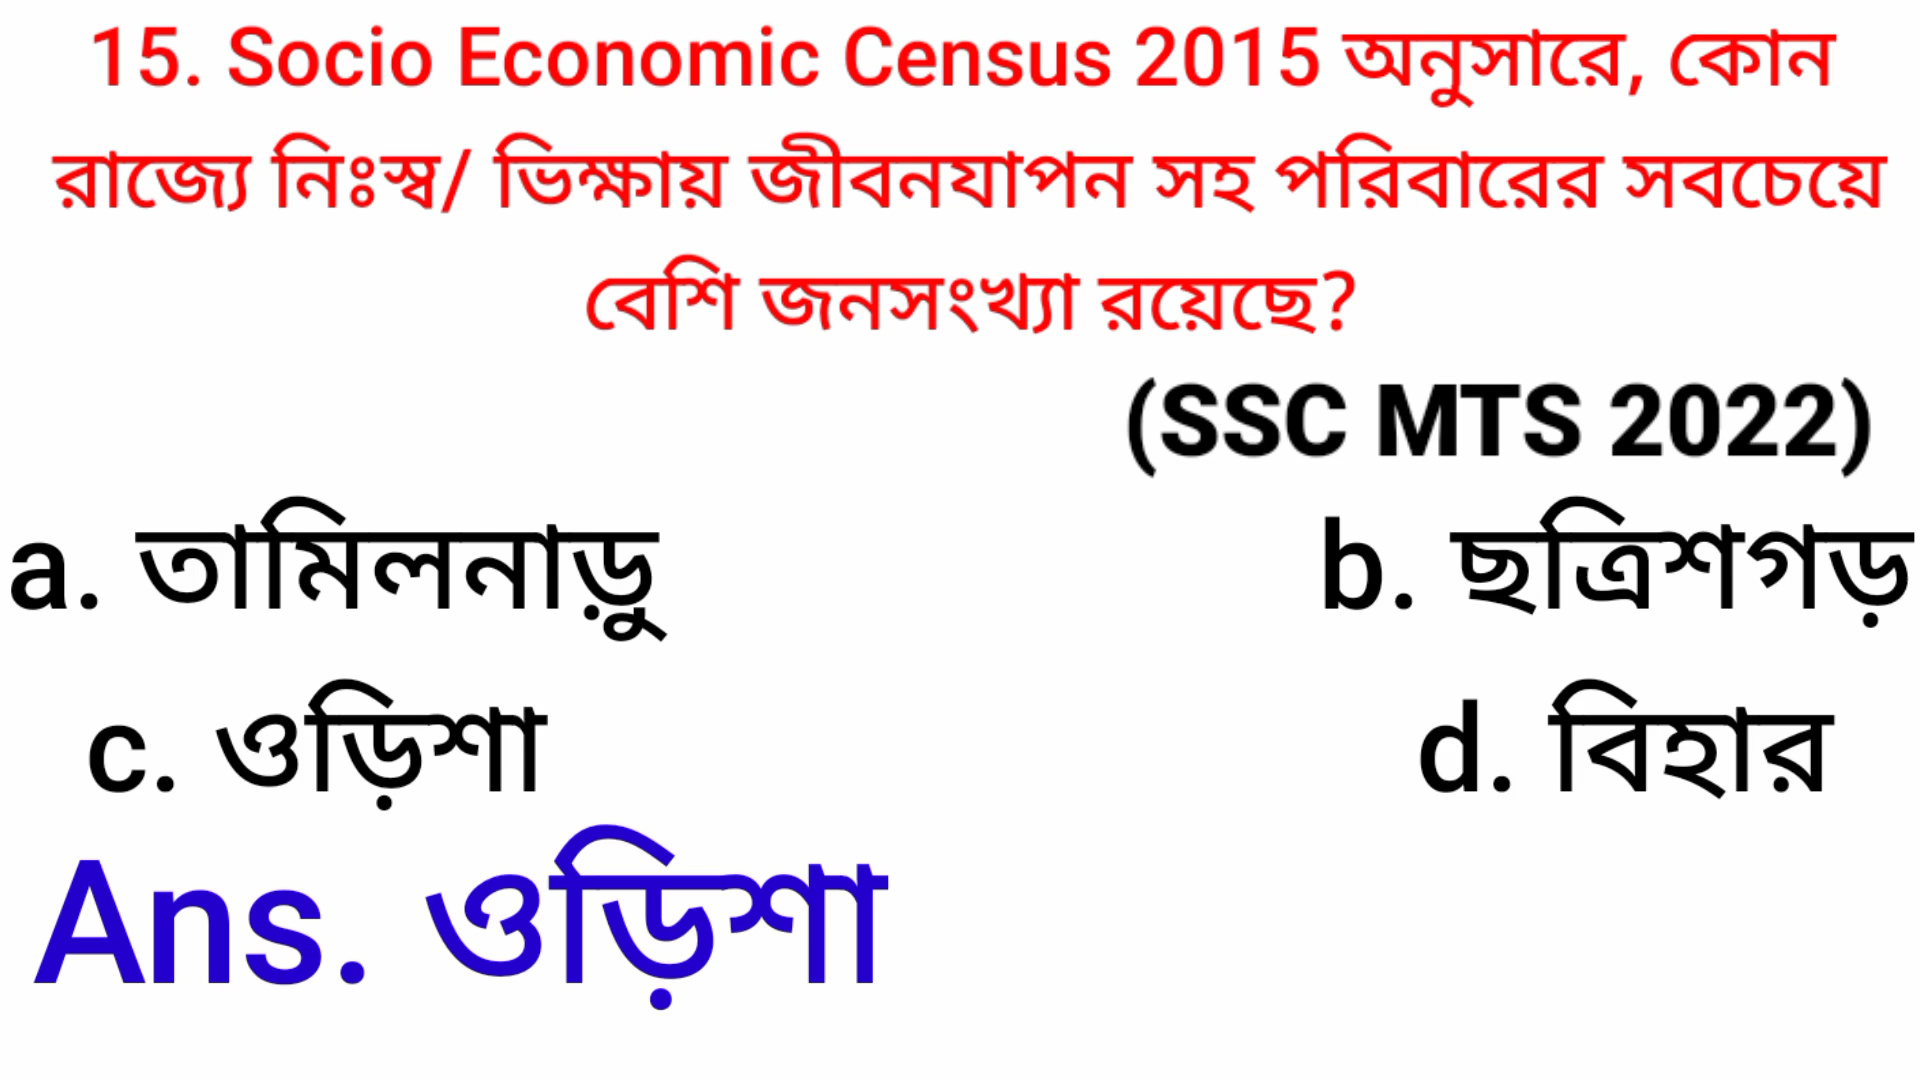 15. Socio Economic Census 2015 অনুসারে, কোন
রাজ্যে নিঃস্ব/ ভিক্ষায় জীবনযাপন সহ পরিবারের সবচেয়ে
বেশি জনসংখ্যা রয়েছে?
(SSC MTS 2022)
a. তামিলনাড়ু b. ছত্রিশগড়
c. ওড়িশা d. বিহার
Ans. ওড়িশা